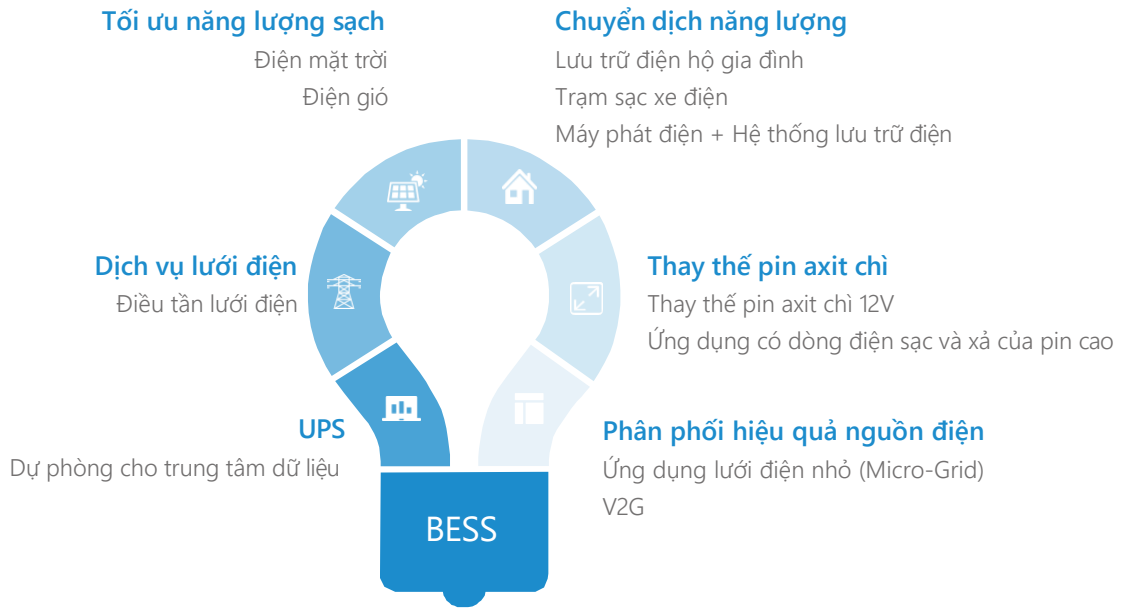 Tối ưu năng lượng sạch
Điện mặt trời
Điện gió
Chuyển dịch năng lượng
Lưu trữ điện hộ gia đình
Trạm sạc xe điện
Máy phát điện + Hệ thống lưu trữ điện
Dịch vụ lưới điện
Điều tần lưới điện
Thay thế pin axit chì
Thay thế pin axit chì 12V
Ứng dụng có dòng điện sạc và xả của pin cao
UPS
Dự phòng cho trung tâm dữ liệu
Phân phối hiệu quả nguồn điện
Ứng dụng lưới điện nhỏ (Micro-Grid)
V2G
BESS